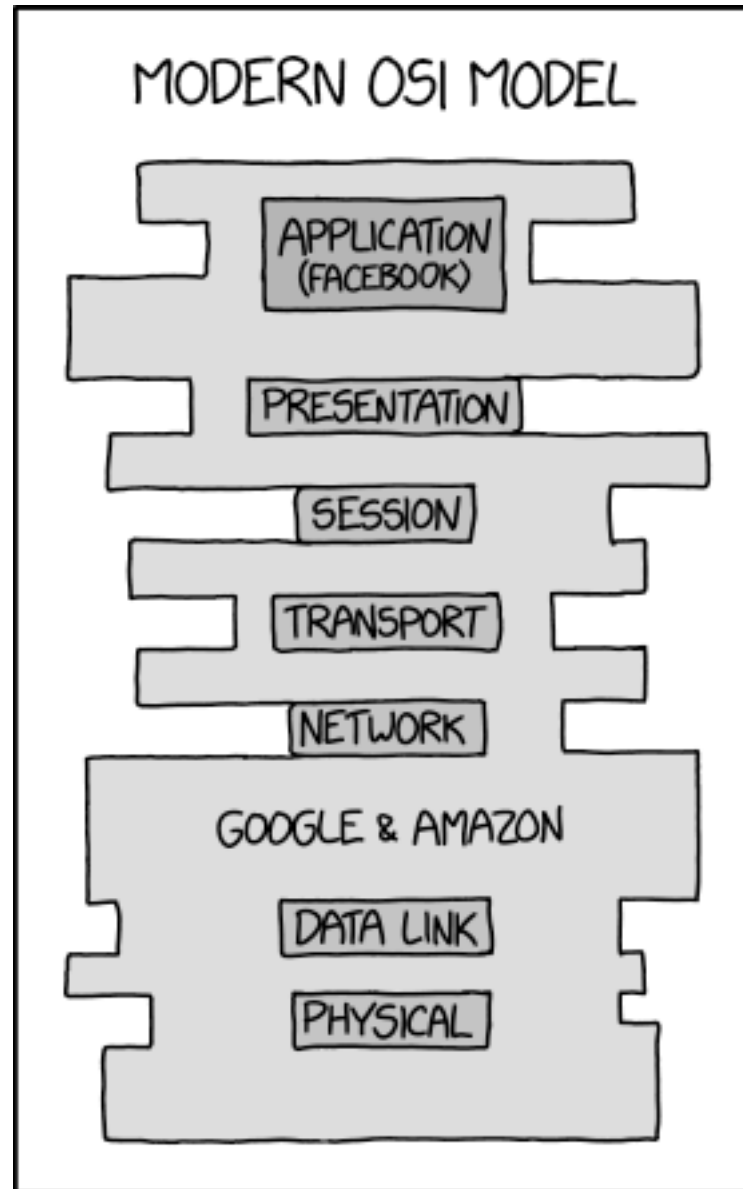 MODERN OSI MODEL
APPLICATION
(FACEBOOK)
PRESENTATION
SESSION
TRANSPORT
NETWORK
GOOGLE & AMAZON
DATA LINK
PHYSICAL